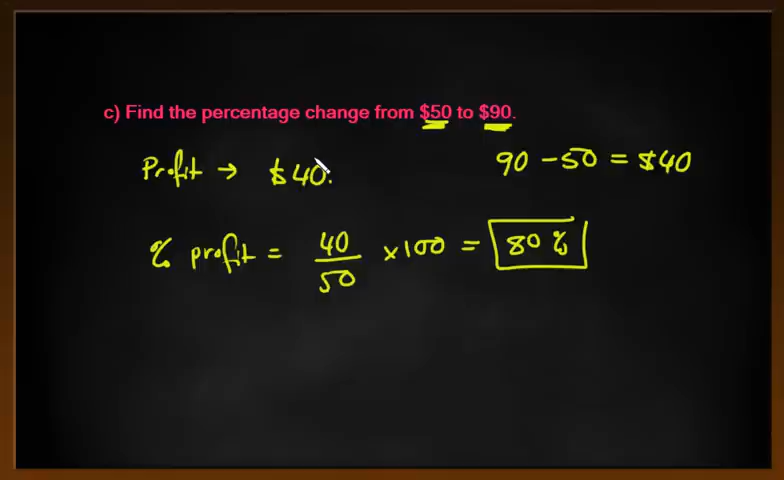 c) Find the percentage change from $50 to $90.
Profit → $40. 90 - 50 = $40
% profit = 40/50 ×100 = 80 %